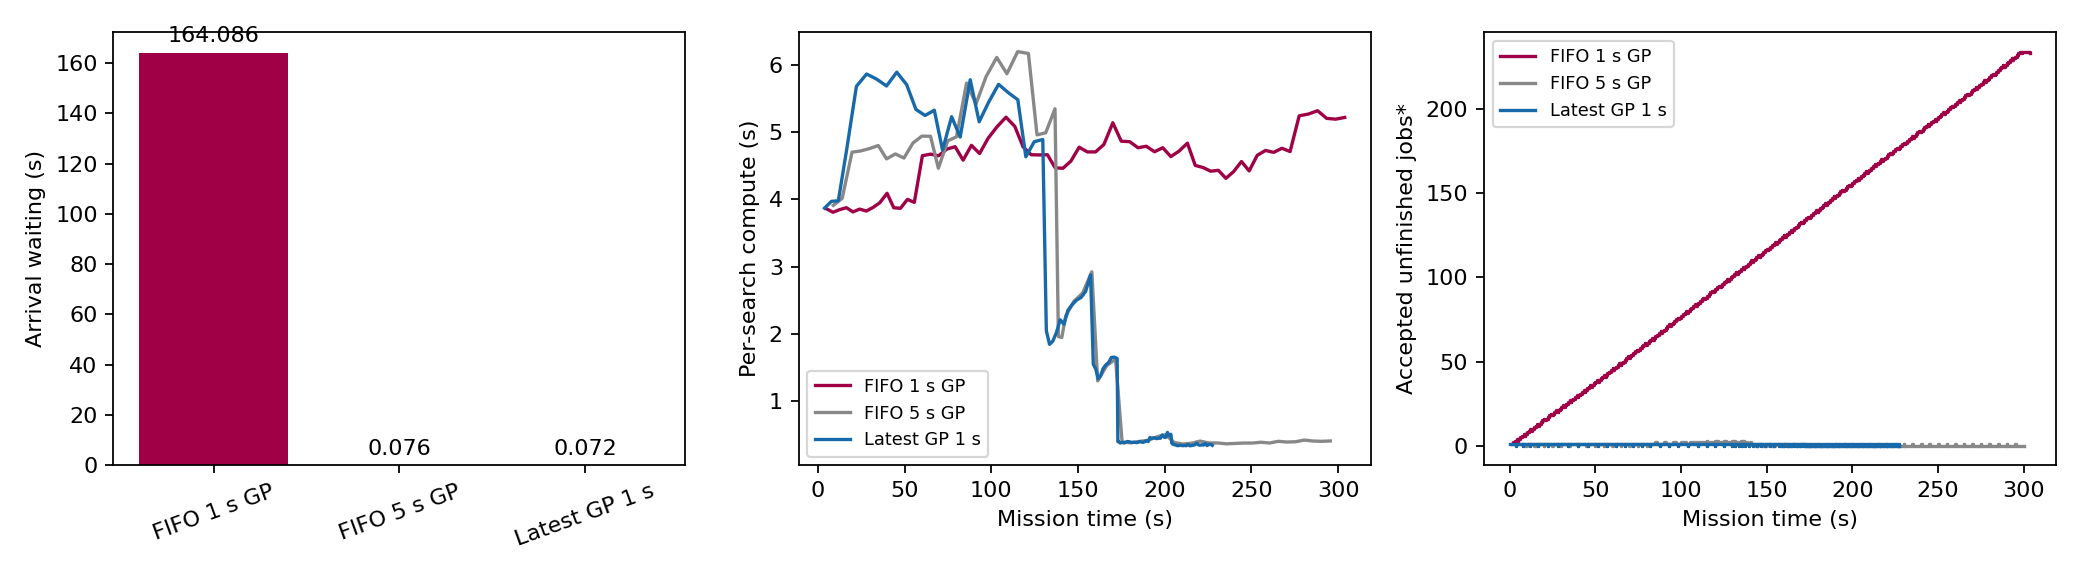 164.086
0.076
0.072
160
140
120
100
80
60
40
20
0
Arrival waiting (s)
FIFO 1 s GP
FIFO 5 s GP
Latest GP 1 s
6
5
4
3
2
1
Per-search compute (s)
FIFO 1 s GP
FIFO 5 s GP
Latest GP 1 s
0 50 100 150 200 250 300
Mission time (s)
200
150
100
50
0
Accepted unfinished jobs*
FIFO 1 s GP
FIFO 5 s GP
Latest GP 1 s
0 50 100 150 200 250 300
Mission time (s)